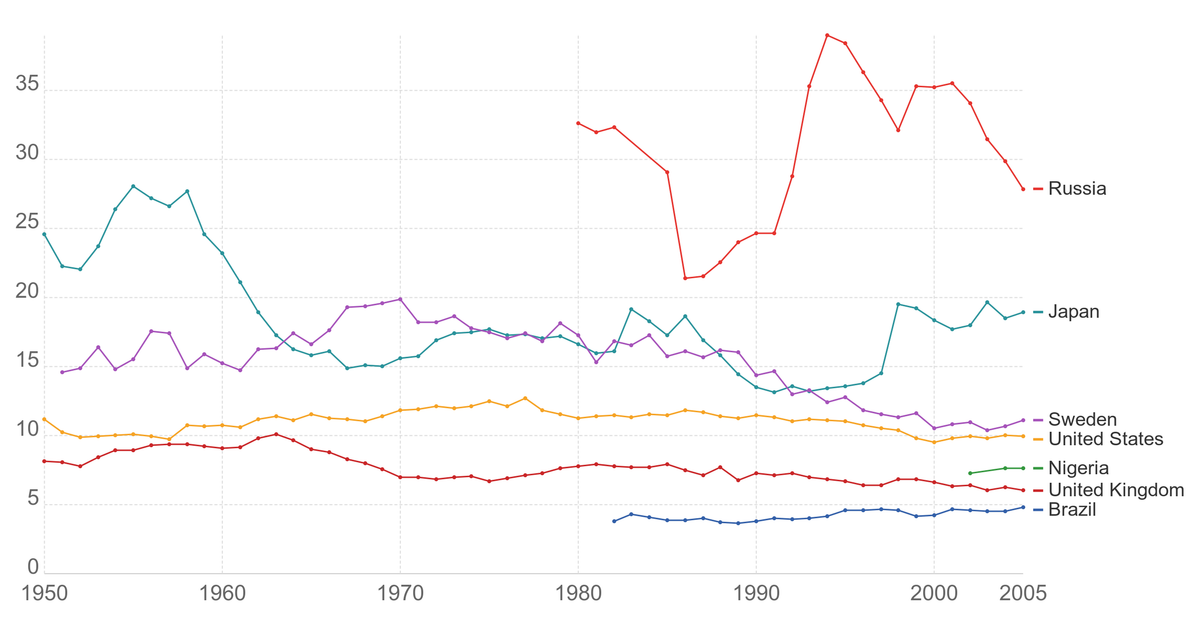 35
30
25
20
15
10
5
0
1950 1960 1970 1980 1990 2000 2005
Russia
Japan
Sweden
United States
Nigeria
United Kingdom
Brazil